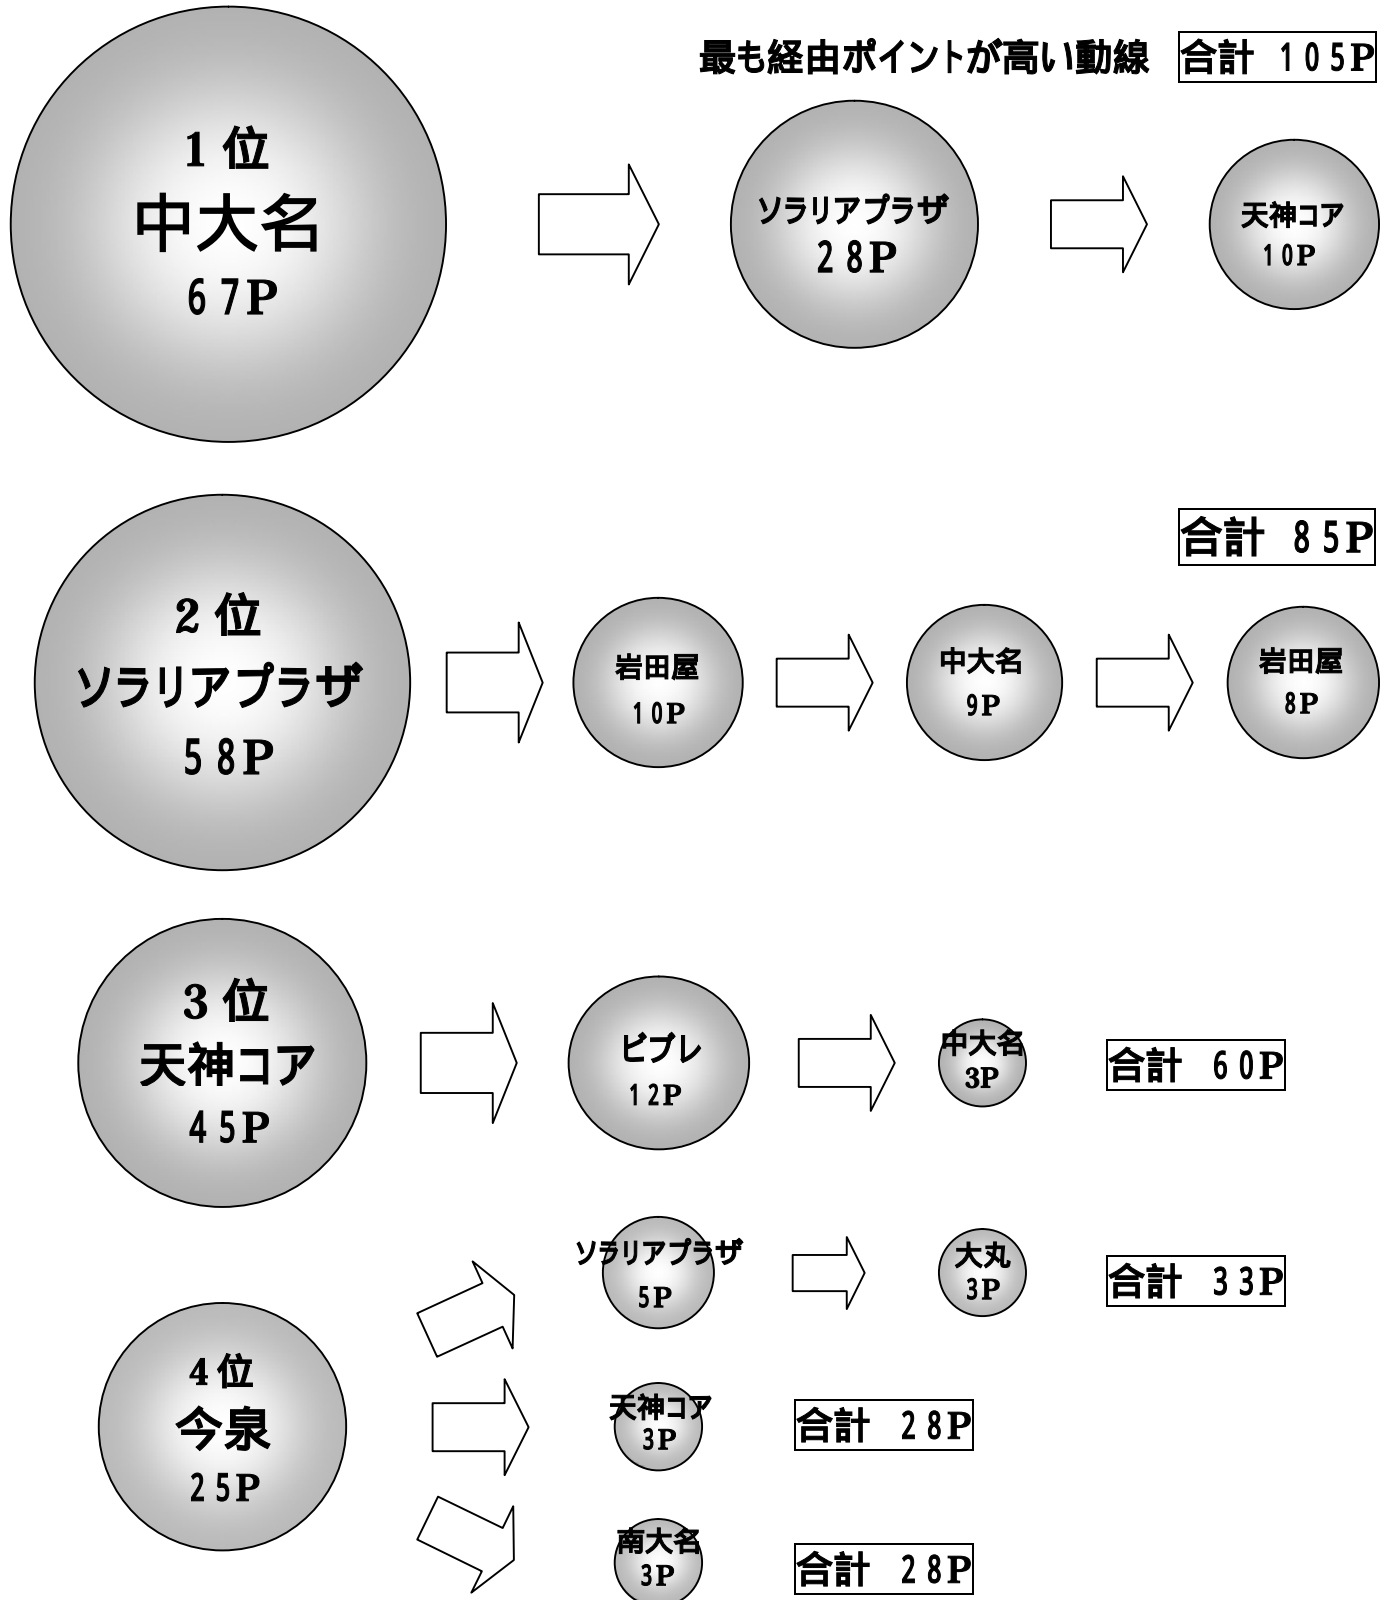 最も経由ポイントが高い動線
合計 105P
1位
中大名
67P
ソラリアプラザ
28P
天神コア
10P
合計 85P
2位
ソラリアプラザ
58P
岩田屋
10P
中大名
9P
岩田屋
8P
3位
天神コア
45P
ビブレ
12P
中大名
3P
合計 60P
4位
今泉
25P
ソラリアプラザ
5P
大丸
3P
合計 33P
天神コア
3P
合計 28P
南大名
3P
合計 28P